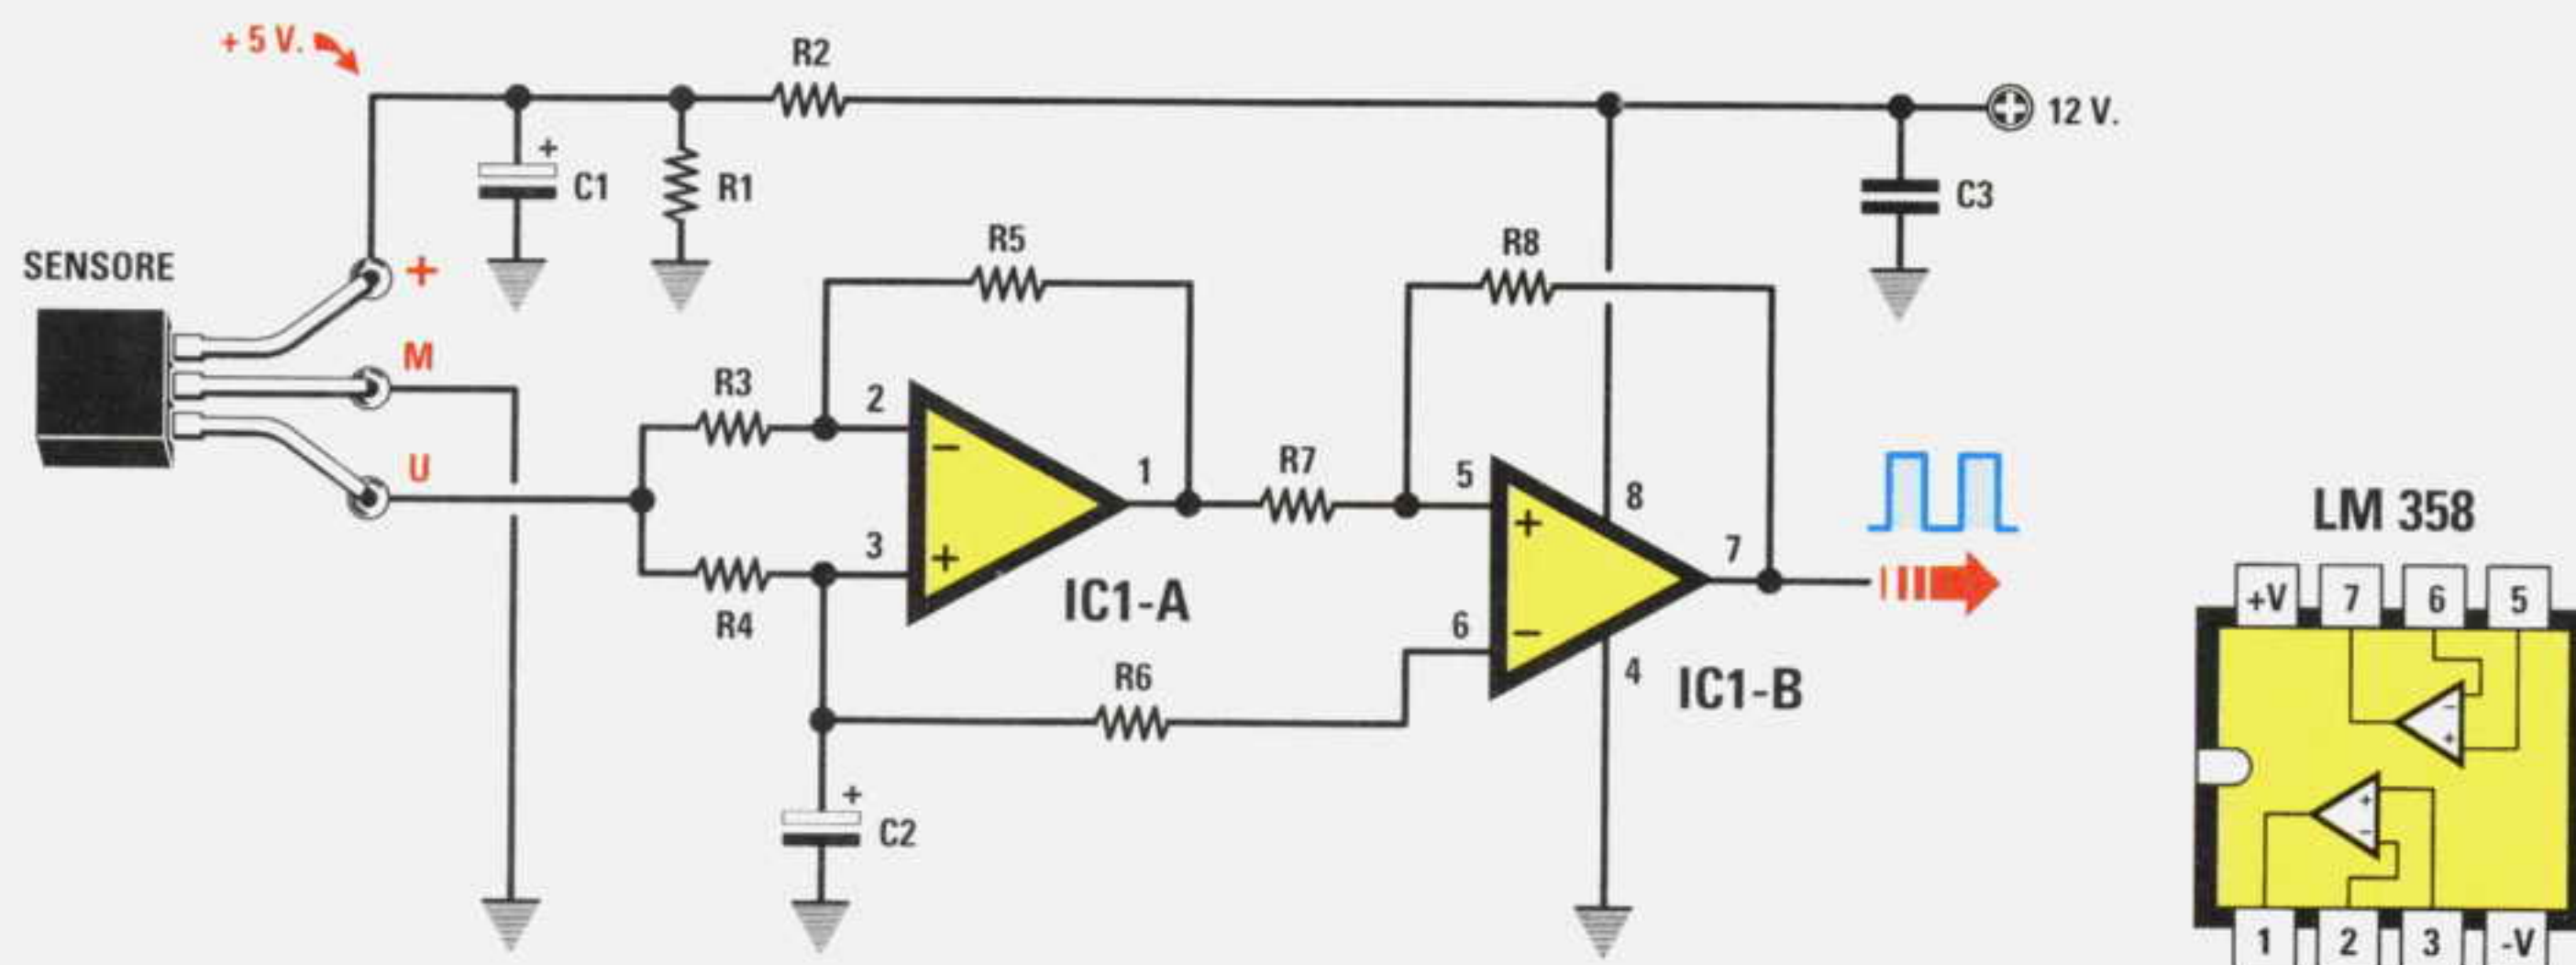 + 5 V.
R2
12 V.
+
C1
R1
C3
SENSORE
+
M
U
R5
R8
R3
2
−
1
R7
5
+
8
3
+
R4
IC1-A
7
6
−
4
IC1-B
R6
+
C2
LM 358
+V 7 6 5
−
+
+
−
1 2 3 -V